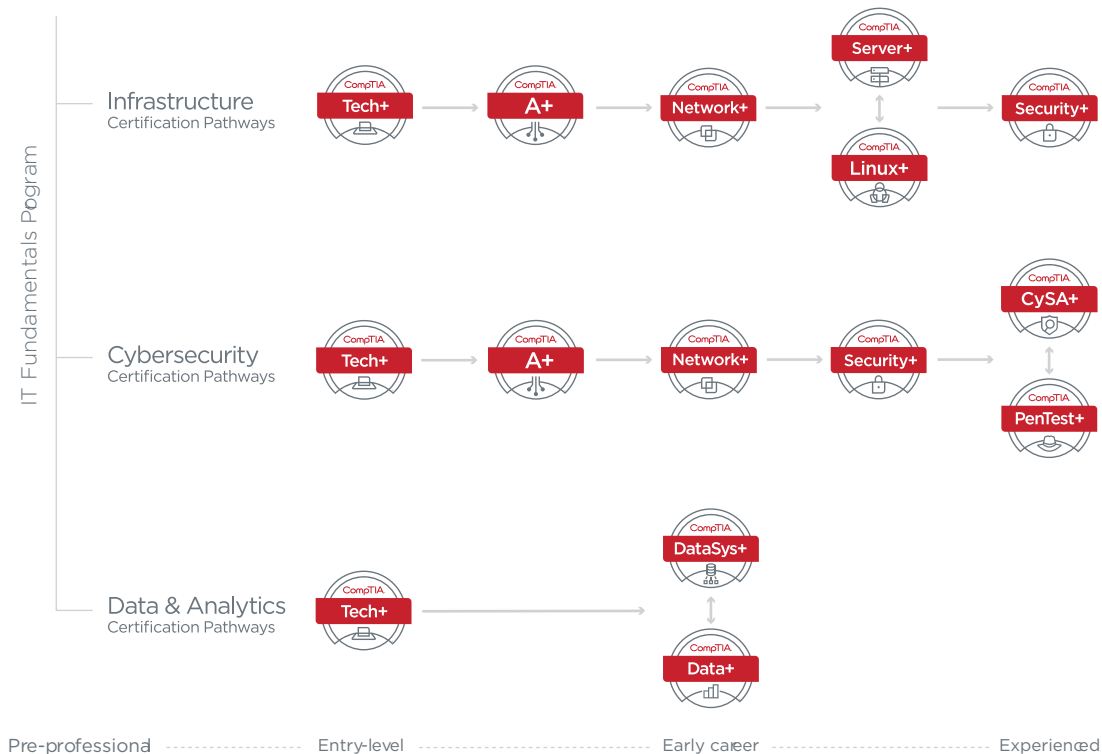 IT Fundamentals Pogram
Infrastructure
Certification Pathways
CompTIA
Tech+
CompTIA
A+
CompTIA
Network+
CompTIA
Server+
CompTIA
Linux+
CompTIA
Security+
Cybersecurity
Certification Pathways
CompTIA
Tech+
CompTIA
A+
CompTIA
Network+
CompTIA
Security+
CompTIA
CySA+
CompTIA
PenTest+
Data & Analytics
Certification Pathways
CompTIA
Tech+
CompTIA
DataSys+
CompTIA
Data+
Pre-professional Entry-level Early career Experienced